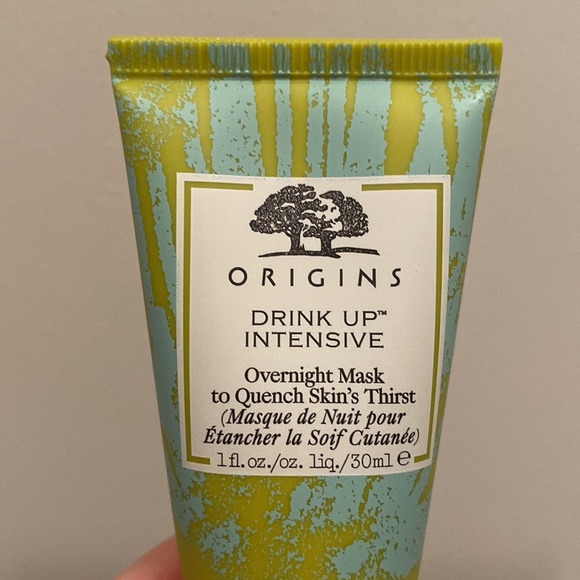 ORIGINS
DRINK UP™
INTENSIVE
Overnight Mask
to Quench Skin's Thirst
(Masque de Nuit pour
Étancher la Soif Cutanée)
1 fl. oz./oz. liq./30ml e